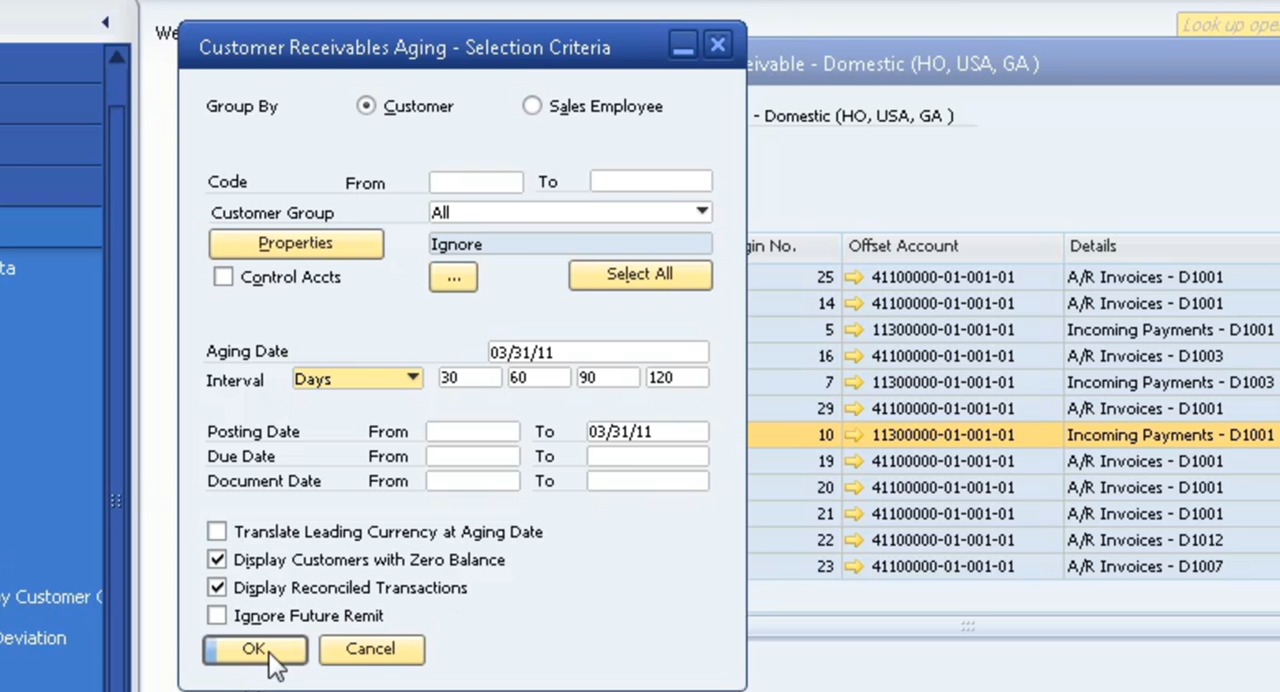 We
Look up ope
Customer Receivables Aging - Selection Criteria
eivable - Domestic (HO, USA, GA )
Group By Customer Sales Employee
- Domestic (HO, USA, GA )
Code From To
Customer Group All
Properties Ignore
Control Accts ... Select All
Aging Date 03/31/11
Interval Days 30 60 90 120
Posting Date From To 03/31/11
Due Date From To
Document Date From To
Translate Leading Currency at Aging Date
Display Customers with Zero Balance
Display Reconciled Transactions
Ignore Future Remit
OK Cancel
gin No. Offset Account Details
25 41100000-01-001-01 A/R Invoices - D1001
14 41100000-01-001-01 A/R Invoices - D1001
5 11300000-01-001-01 Incoming Payments - D1001
16 41100000-01-001-01 A/R Invoices - D1003
7 11300000-01-001-01 Incoming Payments - D1003
29 41100000-01-001-01 A/R Invoices - D1001
10 11300000-01-001-01 Incoming Payments - D1001
19 41100000-01-001-01 A/R Invoices - D1001
20 41100000-01-001-01 A/R Invoices - D1001
21 41100000-01-001-01 A/R Invoices - D1001
22 41100000-01-001-01 A/R Invoices - D1012
23 41100000-01-001-01 A/R Invoices - D1007
ta
y Customer
Deviation